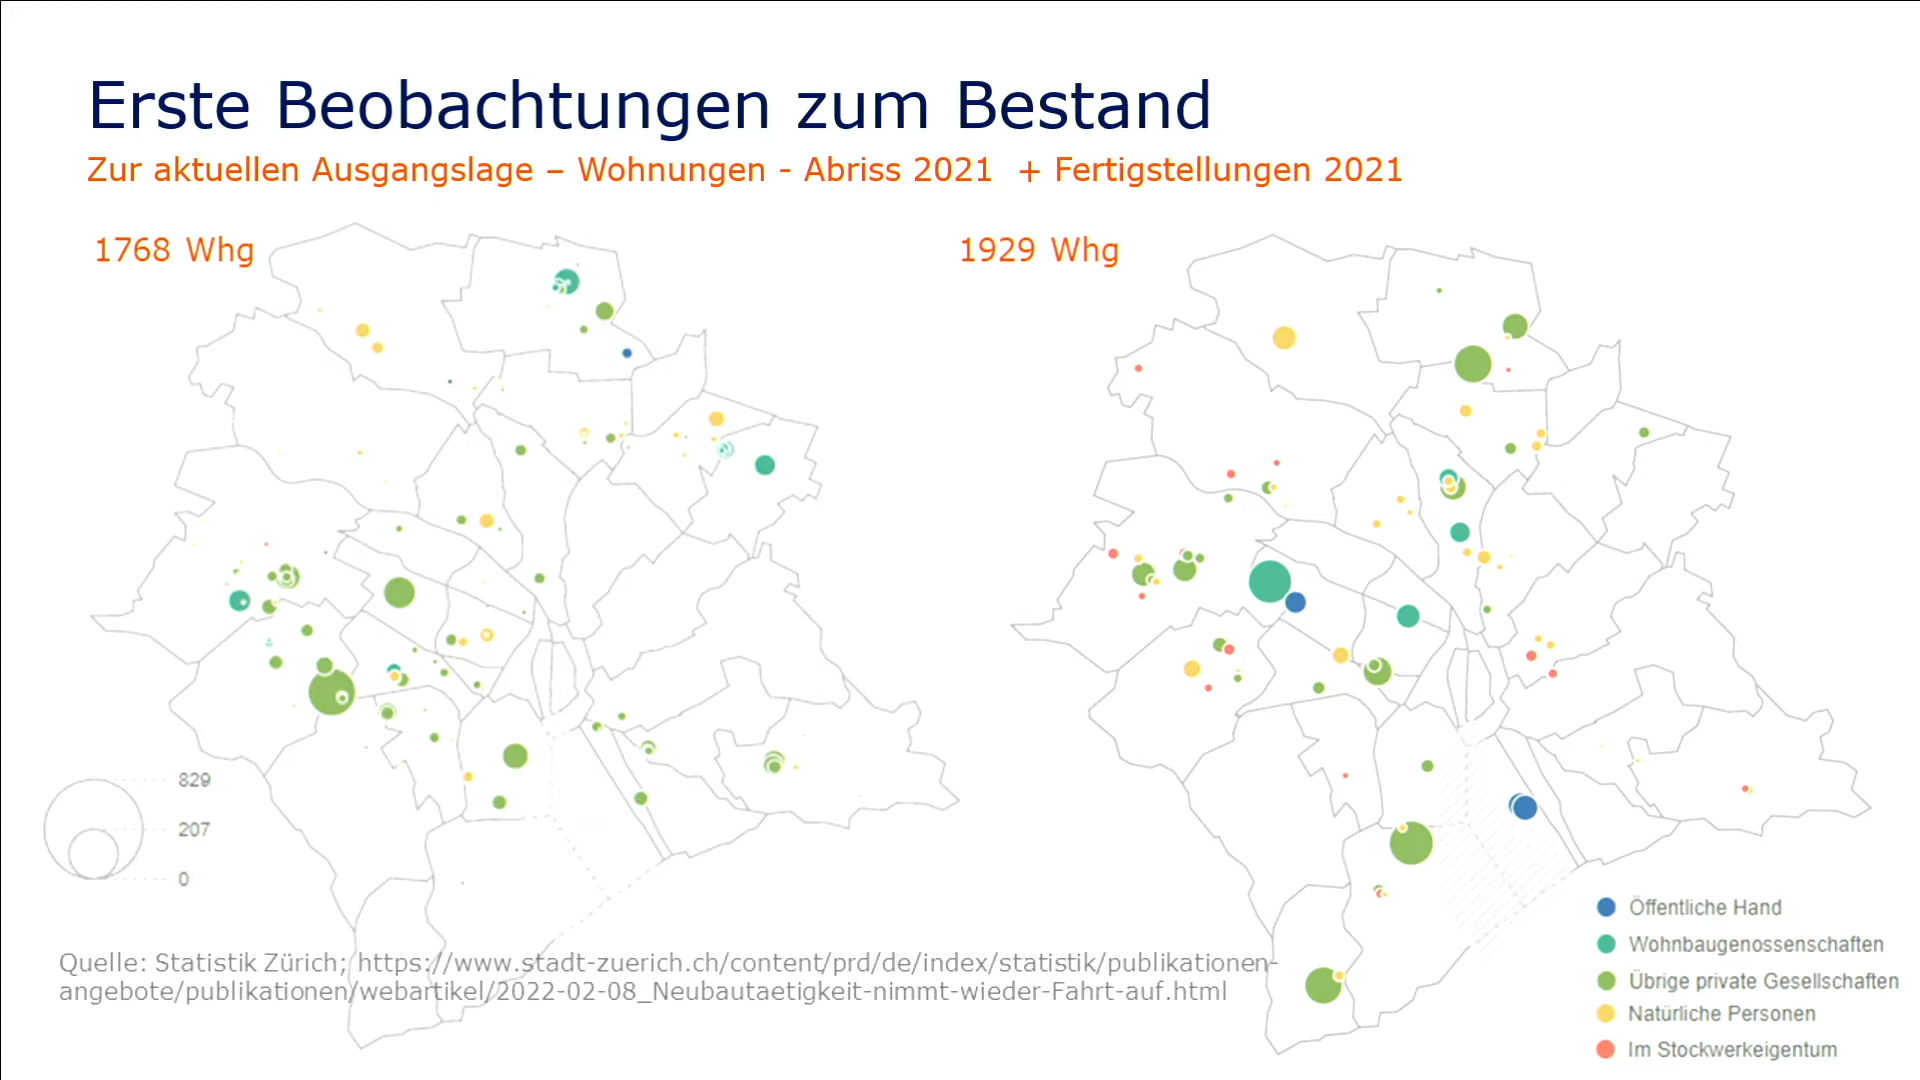 Erste Beobachtungen zum Bestand
Zur aktuellen Ausgangslage – Wohnungen - Abriss 2021 + Fertigstellungen 2021
1768 Whg
1929 Whg
829
207
0
Öffentliche Hand
Wohnbaugenossenschaften
Übrige private Gesellschaften
Natürliche Personen
Im Stockwerkeigentum
Quelle: Statistik Zürich; https://www.stadt-zuerich.ch/content/prd/de/index/statistik/publikationen-
angebote/publikationen/webartikel/2022-02-08_Neubautaetigkeit-nimmt-wieder-Fahrt-auf.html